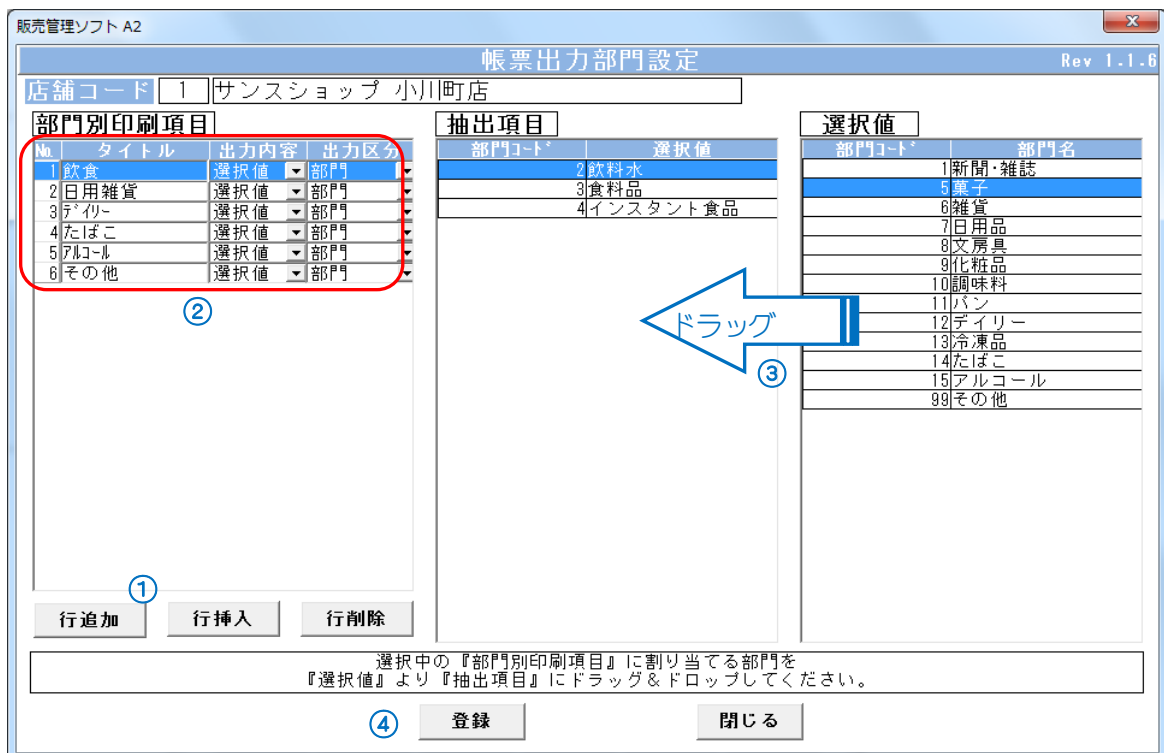 販売管理ソフト A2
帳票出力部門設定
Rev 1.1.6
店舗コード 1 サンスショップ 小川町店
部門別印刷項目
No. タイトル 出力内容 出力区分
1 飲食 選択値 部門
2 日用雑貨 選択値 部門
3 ﾃﾞｲﾘｰ 選択値 部門
4 たばこ 選択値 部門
5 ｱﾙｺｰﾙ 選択値 部門
6 その他 選択値 部門
②
①
行追加 行挿入 行削除
抽出項目
部門ｺｰﾄﾞ 選択値
2 飲料水
3 食料品
4 インスタント食品
ドラッグ
③
選択値
部門ｺｰﾄﾞ 部門名
1 新聞・雑誌
5 菓子
6 雑貨
7 日用品
8 文房具
9 化粧品
10 調味料
11 パン
12 デイリー
13 冷凍品
14 たばこ
15 アルコール
99 その他
選択中の『部門別印刷項目』に割り当てる部門を
『選択値』より『抽出項目』にドラッグ＆ドロップしてください。
④ 登録 閉じる